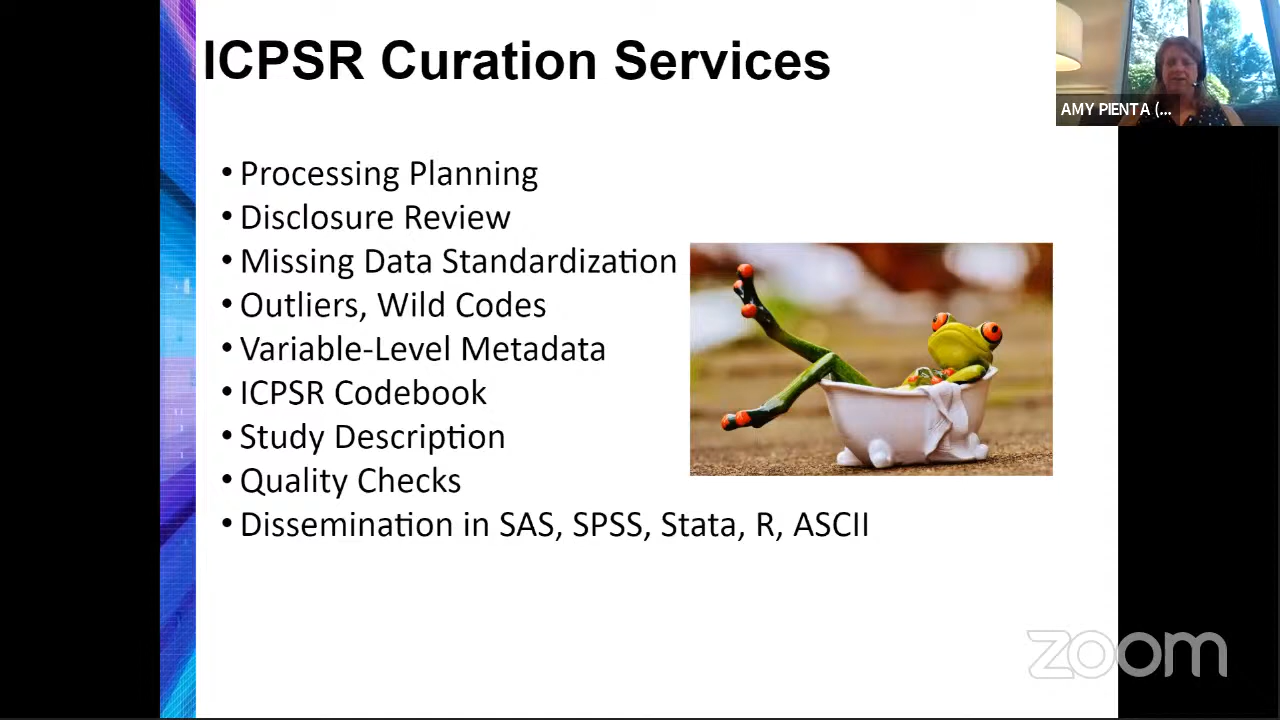 ICPSR Curation Services
AMY PIENTA (...
• Processing Planning
• Disclosure Review
• Missing Data Standardization
• Outliers, Wild Codes
• Variable-Level Metadata
• ICPSR Codebook
• Study Description
• Quality Checks
• Dissemination in SAS, SPSS, Stata, R, ASCII
zoom